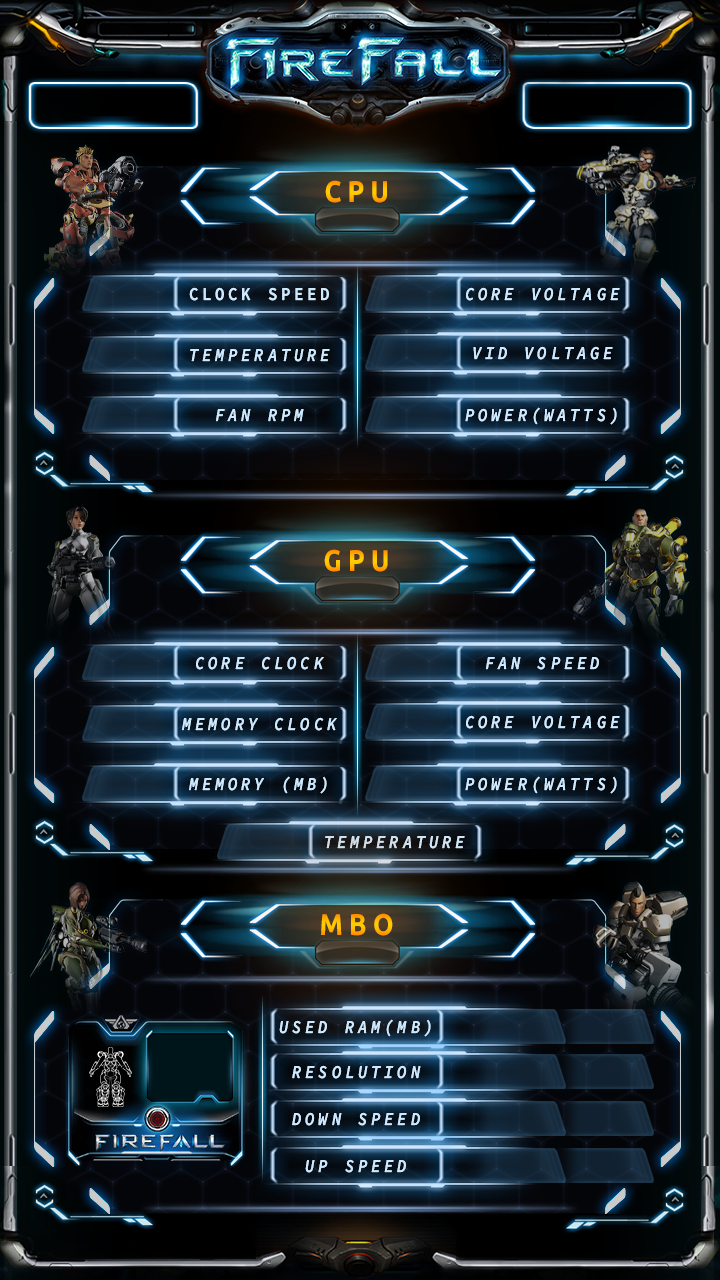 FIREFALL
CPU
CLOCK SPEED
CORE VOLTAGE
TEMPERATURE
VID VOLTAGE
FAN RPM
POWER(WATTS)
GPU
CORE CLOCK
FAN SPEED
MEMORY CLOCK
CORE VOLTAGE
MEMORY (MB)
POWER(WATTS)
TEMPERATURE
MBO
USED RAM(MB)
RESOLUTION
DOWN SPEED
UP SPEED
FIREFALL